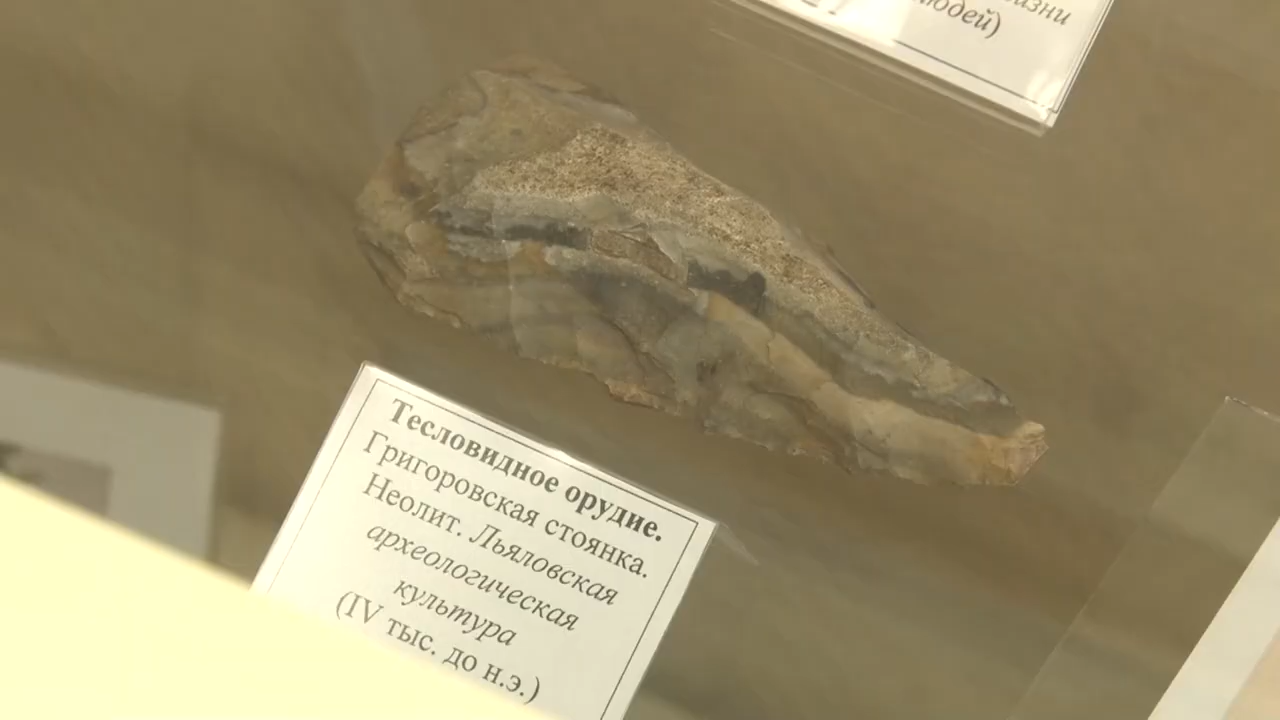 людей)
Тесловидное орудие.
Григоровская стоянка.
Неолит. Льяловская
археологическая
культура
(IV тыс. до н.э.)